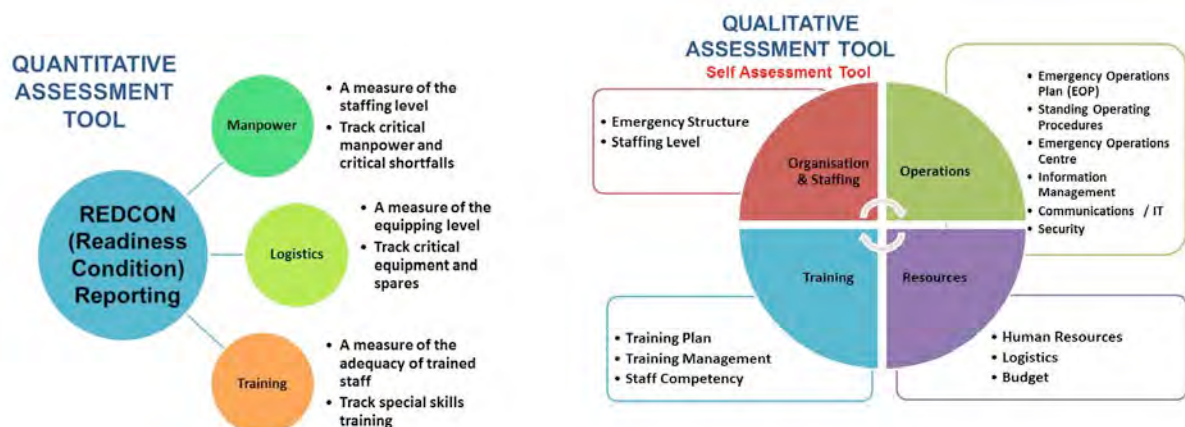 QUANTITATIVE
ASSESSMENT
TOOL
REDCON
(Readiness
Condition)
Reporting
Manpower
• A measure of the
staffing level
• Track critical
manpower and
critical shortfalls
Logistics
• A measure of the
equipping level
• Track critical
equipment and
spares
Training
• A measure of the
adequacy of trained
staff
• Track special skills
training
QUALITATIVE
ASSESSMENT TOOL
Self Assessment Tool
• Emergency Structure
• Staffing Level
Organisation
& Staffing
Operations
• Emergency Operations
Plan (EOP)
• Standing Operating
Procedures
• Emergency Operations
Centre
• Information
Management
• Communications / IT
• Security
Training
Resources
• Training Plan
• Training Management
• Staff Competency
• Human Resources
• Logistics
• Budget